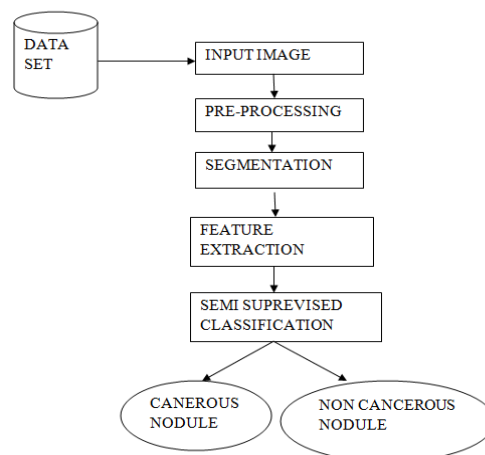 DATA
SET
INPUT IMAGE
PRE-PROCESSING
SEGMENTATION
FEATURE
EXTRACTION
SEMI SUPREVISED
CLASSIFICATION
CANEROUS
NODULE
NON CANCEROUS
NODULE